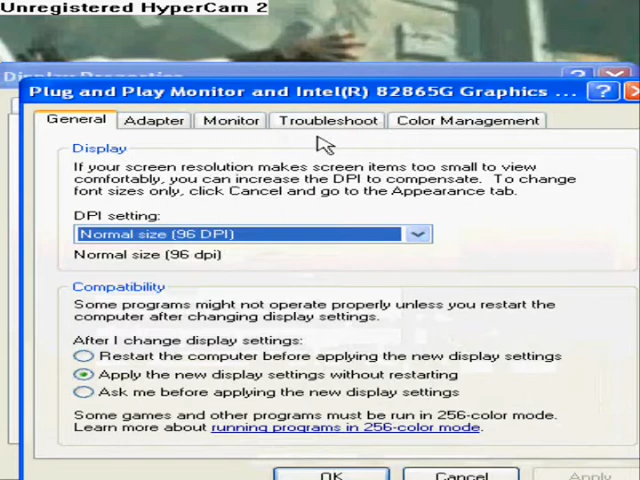 Unregistered HyperCam 2
Display Properties
Plug and Play Monitor and Intel(R) 82865G Graphics ...
General Adapter Monitor Troubleshoot Color Management
Display
If your screen resolution makes screen items too small to view
comfortably, you can increase the DPI to compensate. To change
font sizes only, click Cancel and go to the Appearance tab.
DPI setting:
Normal size (96 DPI)
Normal size (96 dpi)
Compatibility
Some programs might not operate properly unless you restart the
computer after changing display settings.
After I change display settings:
Restart the computer before applying the new display settings
Apply the new display settings without restarting
Ask me before applying the new display settings
Some games and other programs must be run in 256-color mode.
Learn more about running programs in 256-color mode.
OK Cancel Apply